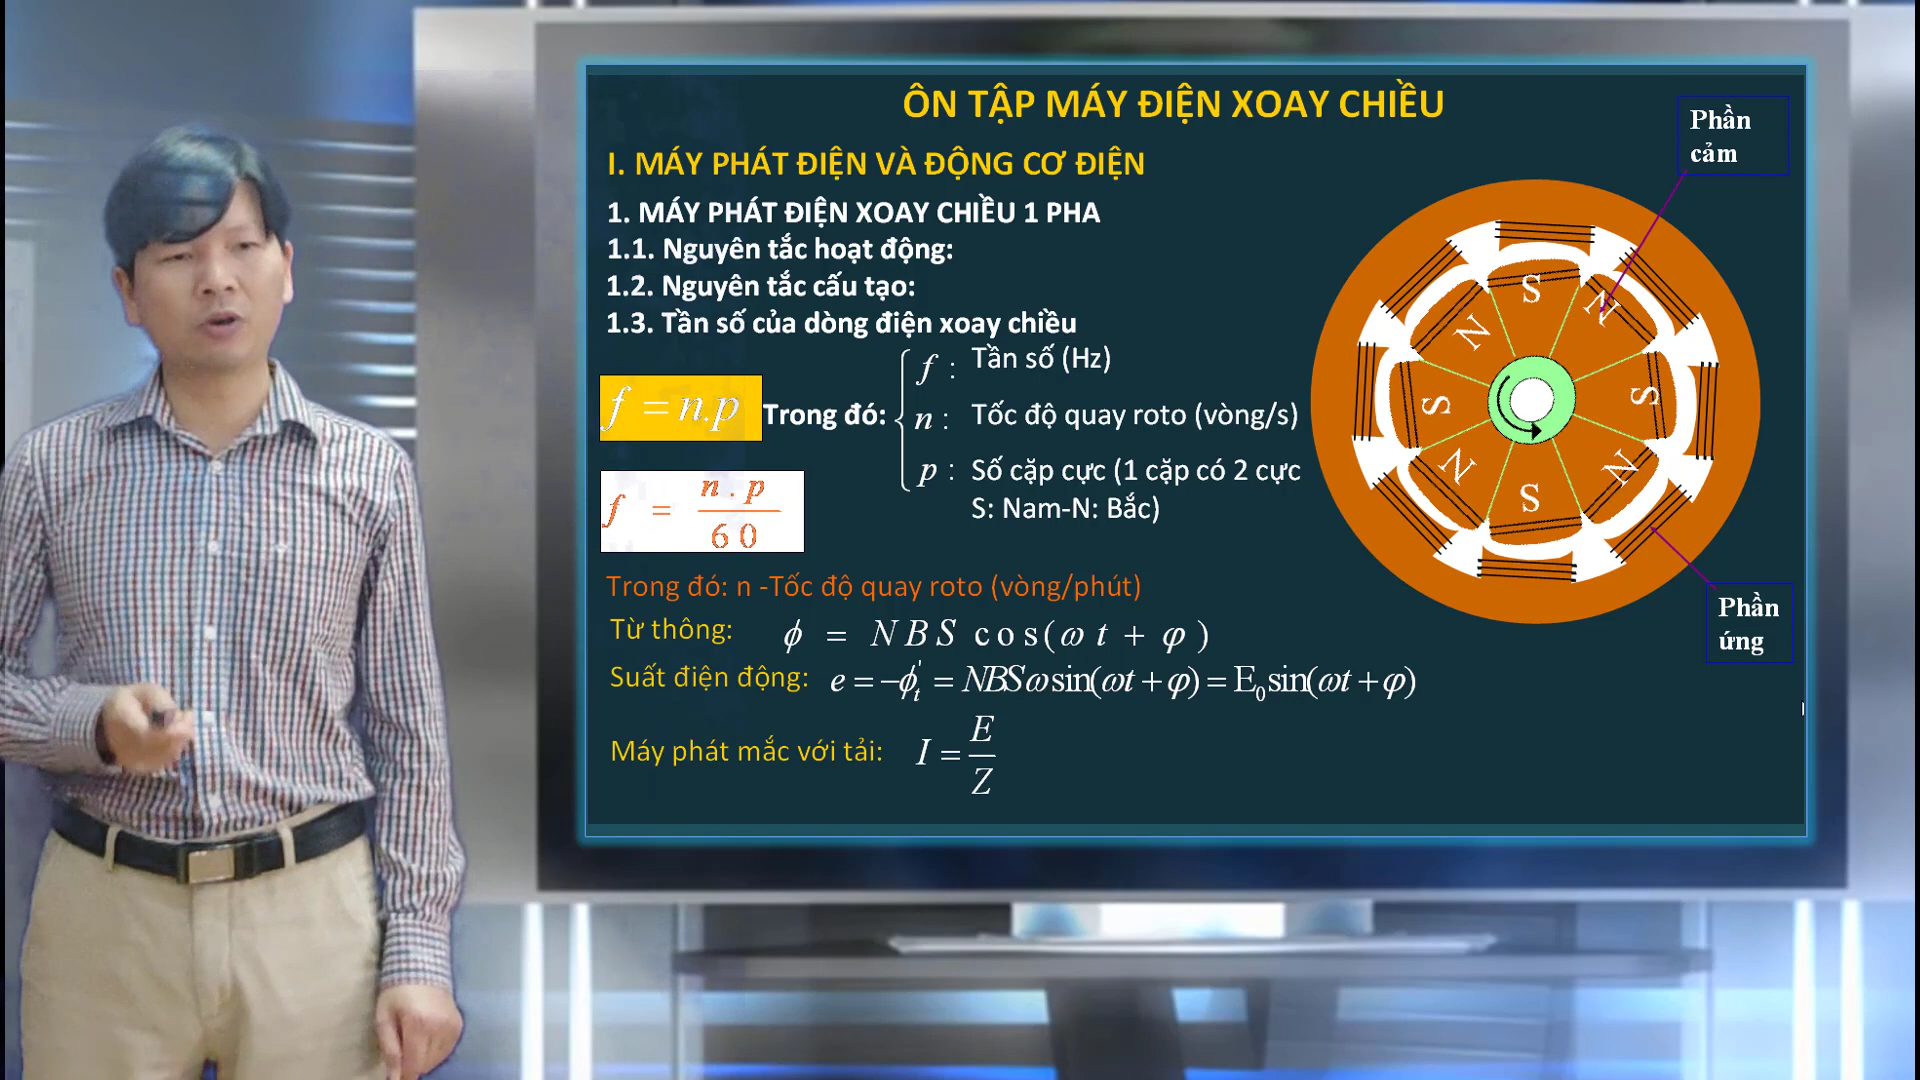 ÔN TẬP MÁY ĐIỆN XOAY CHIỀU
I. MÁY PHÁT ĐIỆN VÀ ĐỘNG CƠ ĐIỆN
1. MÁY PHÁT ĐIỆN XOAY CHIỀU 1 PHA
1.1. Nguyên tắc hoạt động:
1.2. Nguyên tắc cấu tạo:
1.3. Tần số của dòng điện xoay chiều
f = n.p
Trong đó:
f : Tần số (Hz)
n : Tốc độ quay roto (vòng/s)
p : Số cặp cực (1 cặp có 2 cực
S: Nam-N: Bắc)
f = n . p / 60
Trong đó: n -Tốc độ quay roto (vòng/phút)
Từ thông: ϕ = NBS cos(ω t + φ)
Suất điện động: e = −ϕ't = NBSω sin(ωt + φ) = E₀ sin(ωt + φ)
Máy phát mắc với tải: I = E / Z
Phần
cảm
S
N
S
N
S
N
S
N
Phần
ứng